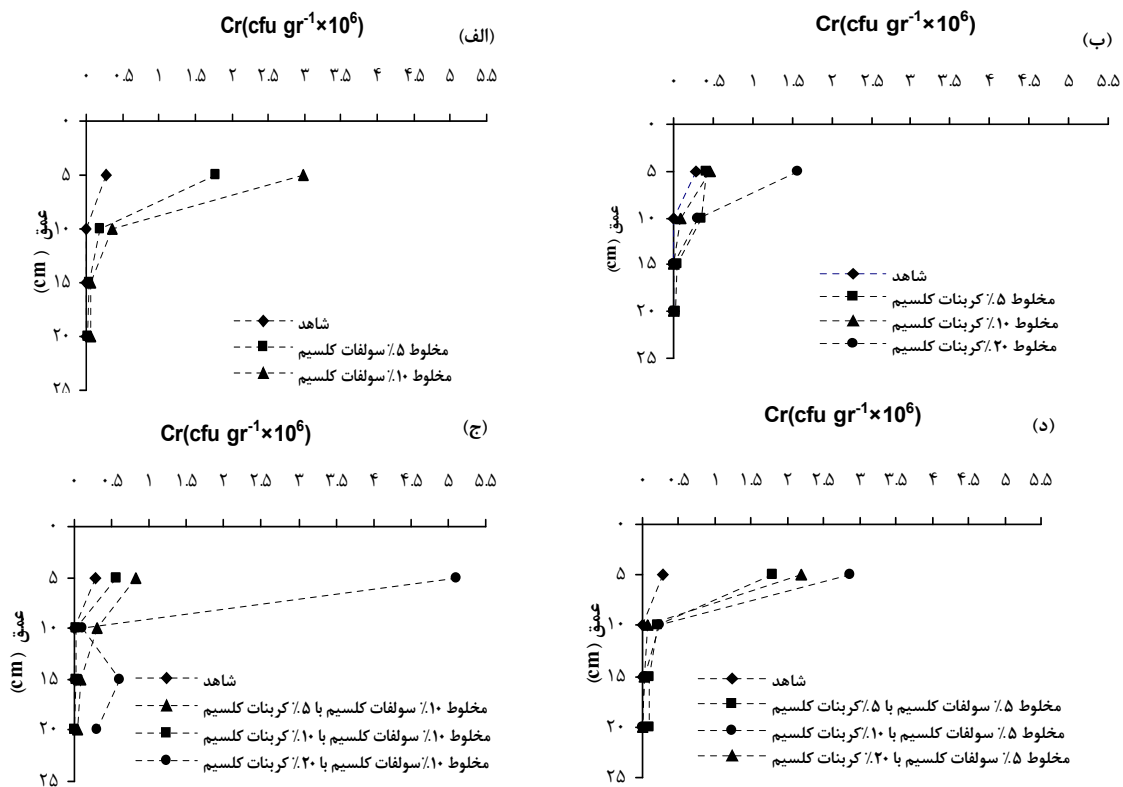 Cr(cfu gr⁻¹×10⁶)
(الف)
۰ ۰.۵ ۱ ۱.۵ ۲ ۲.۵ ۳ ۳.۵ ۴ ۴.۵ ۵ ۵.۵
۰
۵
۱۰
۱۵
۲۰
۲۵
عمق (cm)
شاهد
مخلوط ۵٪ سولفات کلسیم
مخلوط ۱۰٪ سولفات کلسیم
Cr(cfu gr⁻¹×10⁶)
(ب)
۰ ۰.۵ ۱ ۱.۵ ۲ ۲.۵ ۳ ۳.۵ ۴ ۴.۵ ۵ ۵.۵
۰
۵
۱۰
۱۵
۲۰
۲۵
عمق (cm)
شاهد
مخلوط ۵٪ کربنات کلسیم
مخلوط ۱۰٪ کربنات کلسیم
مخلوط ۲۰٪ کربنات کلسیم
Cr(cfu gr⁻¹×10⁶)
(ج)
۰ ۰.۵ ۱ ۱.۵ ۲ ۲.۵ ۳ ۳.۵ ۴ ۴.۵ ۵ ۵.۵
۰
۵
۱۰
۱۵
۲۰
۲۵
عمق (cm)
شاهد
مخلوط ۱۰٪ سولفات کلسیم با ۵٪ کربنات کلسیم
مخلوط ۱۰٪ سولفات کلسیم با ۱۰٪ کربنات کلسیم
مخلوط ۱۰٪ سولفات کلسیم با ۲۰٪ کربنات کلسیم
Cr(cfu gr⁻¹×10⁶)
(د)
۰ ۰.۵ ۱ ۱.۵ ۲ ۲.۵ ۳ ۳.۵ ۴ ۴.۵ ۵ ۵.۵
۰
۵
۱۰
۱۵
۲۰
۲۵
عمق (cm)
شاهد
مخلوط ۵٪ سولفات کلسیم با ۵٪ کربنات کلسیم
مخلوط ۵٪ سولفات کلسیم با ۱۰٪ کربنات کلسیم
مخلوط ۵٪ سولفات کلسیم با ۲۰٪ کربنات کلسیم